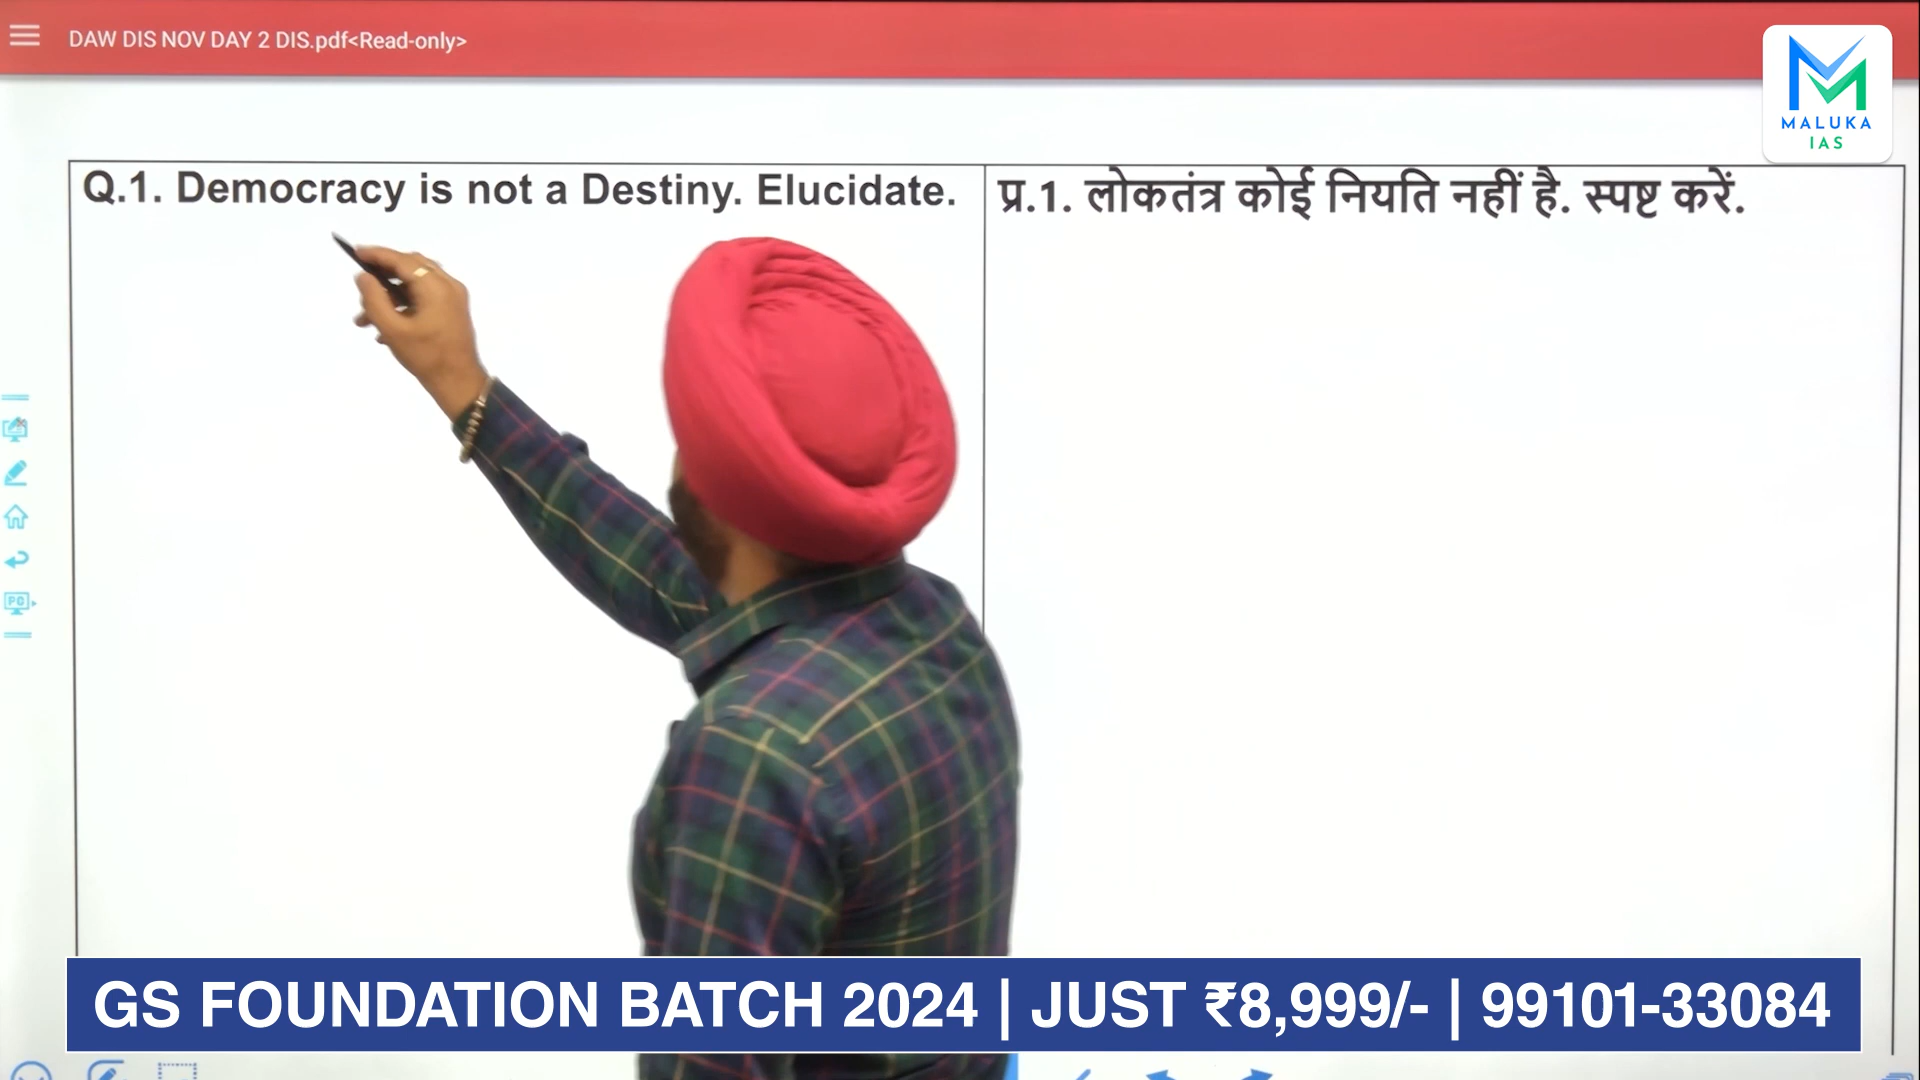 DAW DIS NOV DAY 2 DIS.pdf<Read-only>
MALUKA
IAS
Q.1. Democracy is not a Destiny. Elucidate.
प्र.1. लोकतंत्र कोई नियति नहीं है. स्पष्ट करें.
PC
GS FOUNDATION BATCH 2024 | JUST ₹8,999/- | 99101-33084